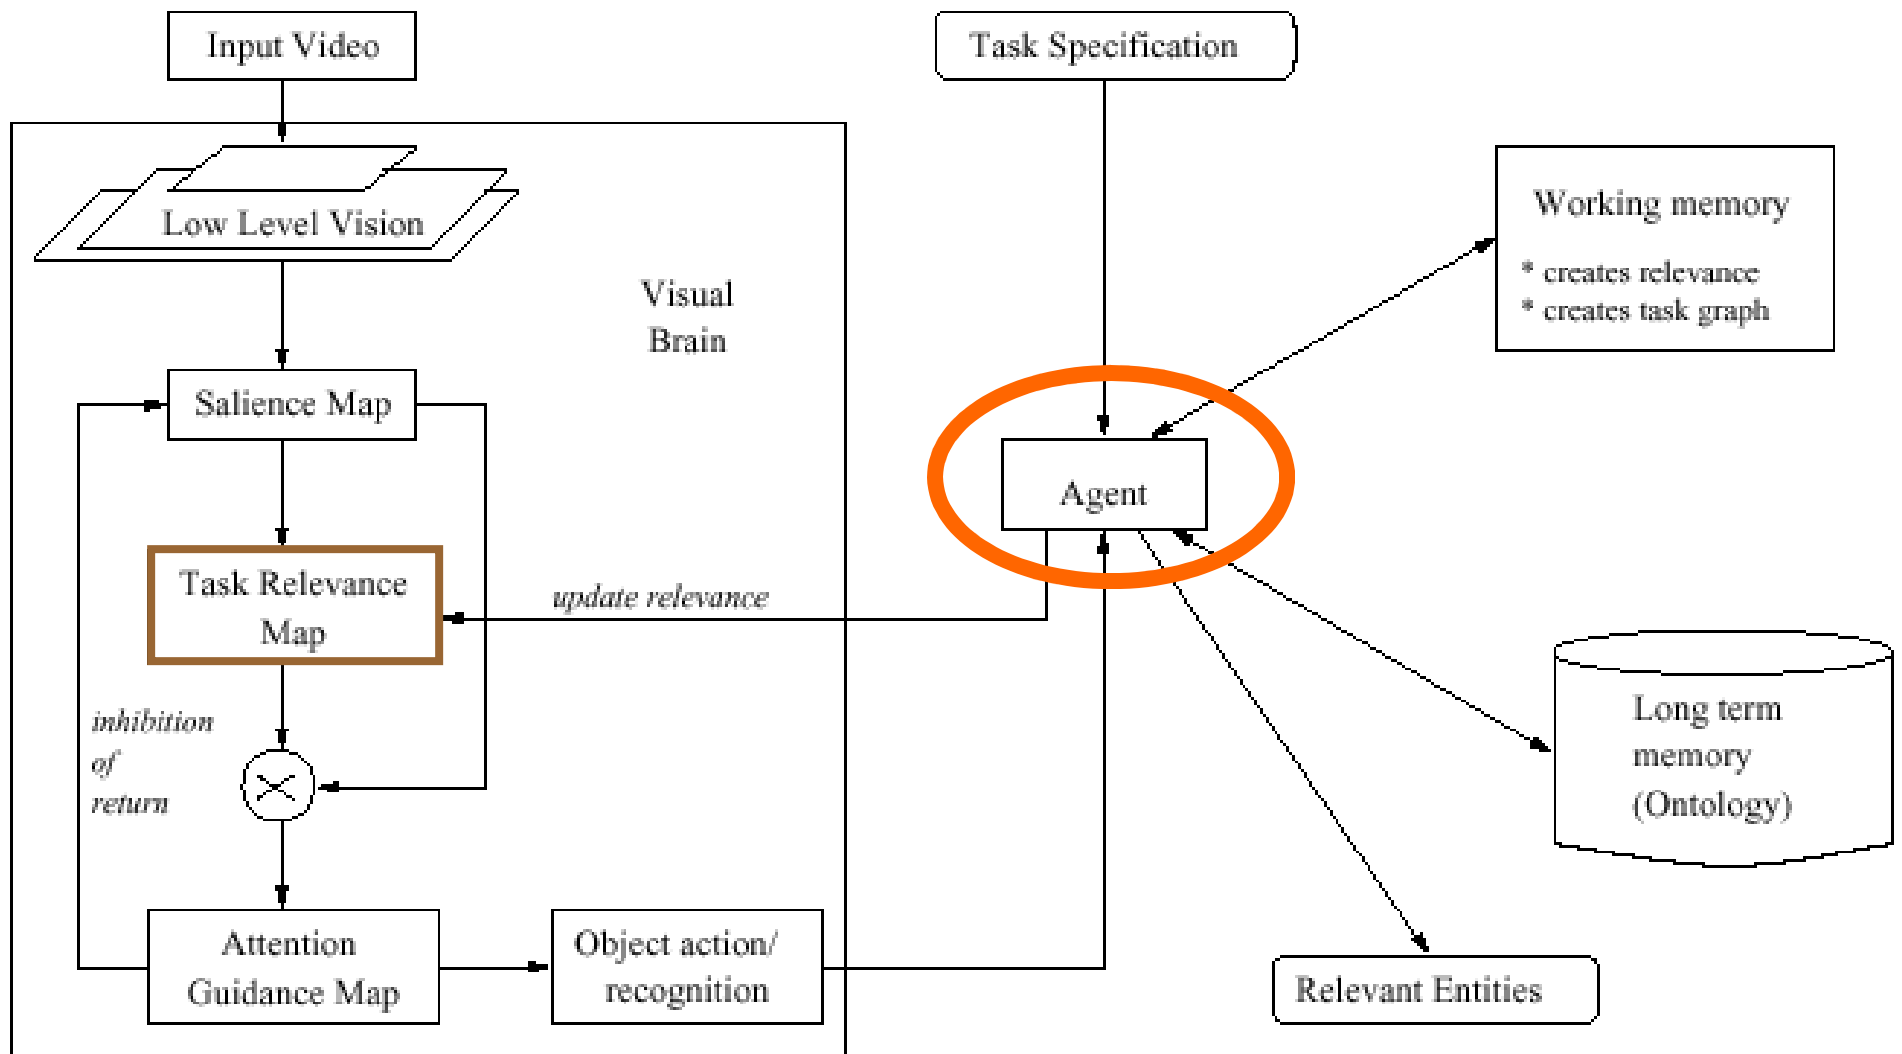 Input Video
Task Specification
Low Level Vision
Visual
Brain
Working memory
* creates relevance
* creates task graph
Salience Map
Agent
Task Relevance
Map
update relevance
inhibition
of
return
Long term
memory
(Ontology)
Attention
Guidance Map
Object action/
recognition
Relevant Entities